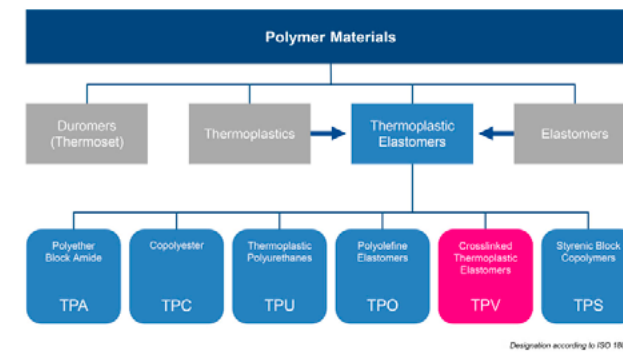 Polymer Materials
Duromers
(Thermoset)
Thermoplastics
Thermoplastic
Elastomers
Elastomers
Polyether
Block Amide
TPA
Copolyester
TPC
Thermoplastic
Polyurethanes
TPU
Polyolefine
Elastomers
TPO
Crosslinked
Thermoplastic
Elastomers
TPV
Styrenic Block
Copolymers
TPS
Designation according to ISO